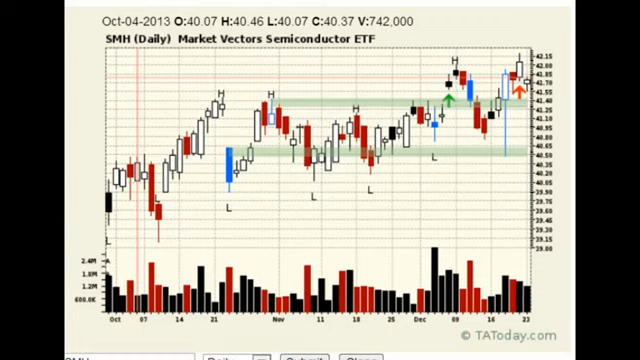 Oct-04-2013 O:40.07 H:40.46 L:40.07 C:40.37 V:742,000
SMH (Daily) Market Vectors Semiconductor ETF
42.15
42.00
41.85
41.70
41.55
41.40
41.25
41.10
40.95
40.80
40.65
40.50
40.35
40.20
40.05
39.90
39.75
39.60
39.45
39.30
39.15
39.00
H H H H
L L L L L L
2.4M
1.8M
1.2M
600.0K
Oct 07 14 21 Nov 11 18 25 Dec 09 16 23
© TAToday.com
SMH Daily Submit